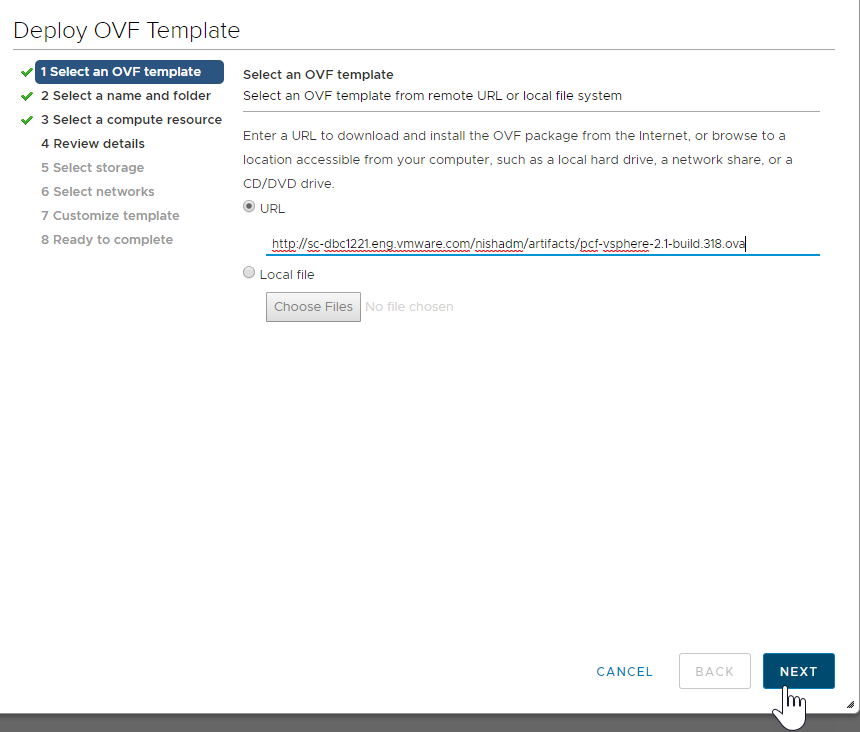 Deploy OVF Template
1 Select an OVF template
2 Select a name and folder
3 Select a compute resource
4 Review details
5 Select storage
6 Select networks
7 Customize template
8 Ready to complete
Select an OVF template
Select an OVF template from remote URL or local file system
Enter a URL to download and install the OVF package from the Internet, or browse to a
location accessible from your computer, such as a local hard drive, a network share, or a
CD/DVD drive.
URL
http://sc-dbc1221.eng.vmware.com/nishadm/artifacts/pcf-vsphere-2.1-build.318.ova
Local file
Choose Files No file chosen
CANCEL BACK NEXT